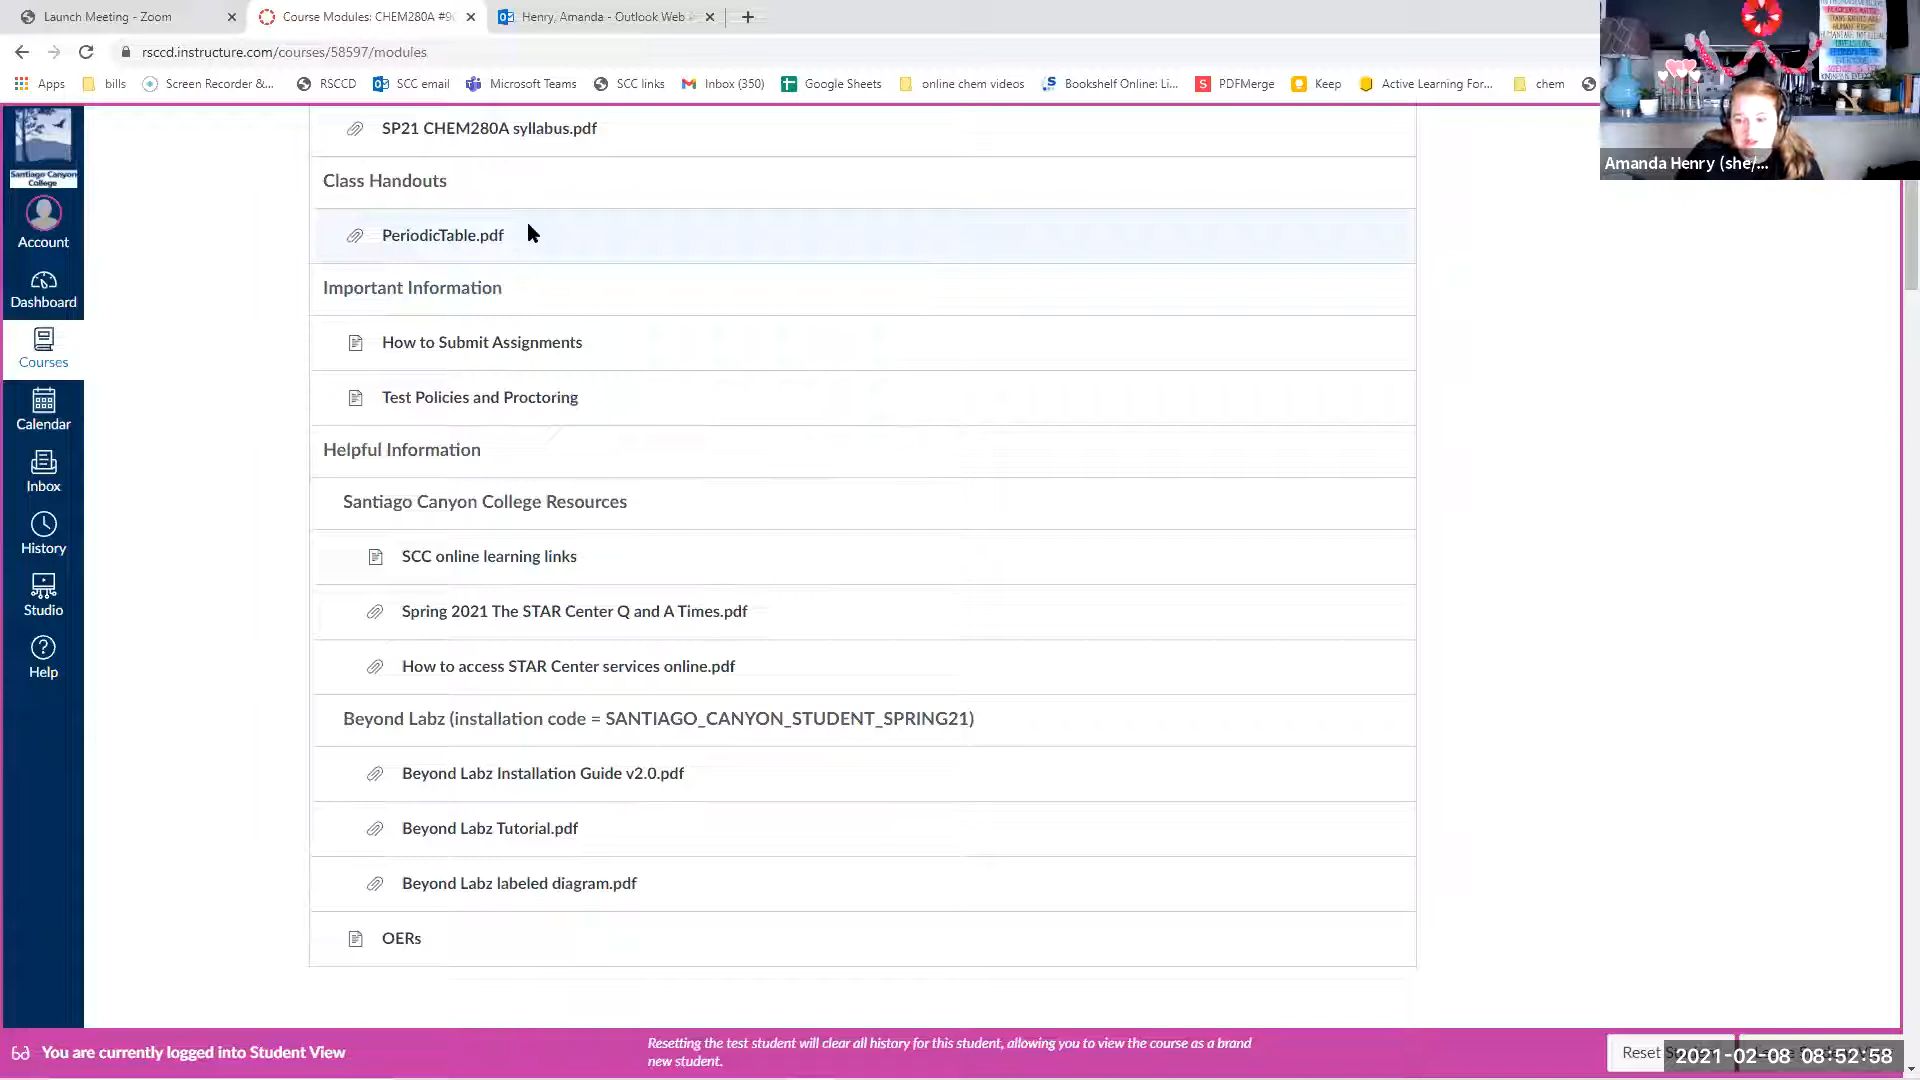 Launch Meeting - Zoom
Course Modules: CHEM280A #9
Henry, Amanda - Outlook Web
rsccd.instructure.com/courses/58597/modules
Apps bills Screen Recorder &... RSCCD SCC email Microsoft Teams SCC links Inbox (350) Google Sheets online chem videos Bookshelf Online: Li... PDFMerge Keep Active Learning For... chem
Amanda Henry (she/...
Santiago Canyon
College
Account
Dashboard
Courses
Calendar
Inbox
History
Studio
Help
SP21 CHEM280A syllabus.pdf
Class Handouts
PeriodicTable.pdf
Important Information
How to Submit Assignments
Test Policies and Proctoring
Helpful Information
Santiago Canyon College Resources
SCC online learning links
Spring 2021 The STAR Center Q and A Times.pdf
How to access STAR Center services online.pdf
Beyond Labz (installation code = SANTIAGO_CANYON_STUDENT_SPRING21)
Beyond Labz Installation Guide v2.0.pdf
Beyond Labz Tutorial.pdf
Beyond Labz labeled diagram.pdf
OERs
You are currently logged into Student View
Resetting the test student will clear all history for this student, allowing you to view the course as a brand
new student.
Reset
2021-02-08 08:52:58